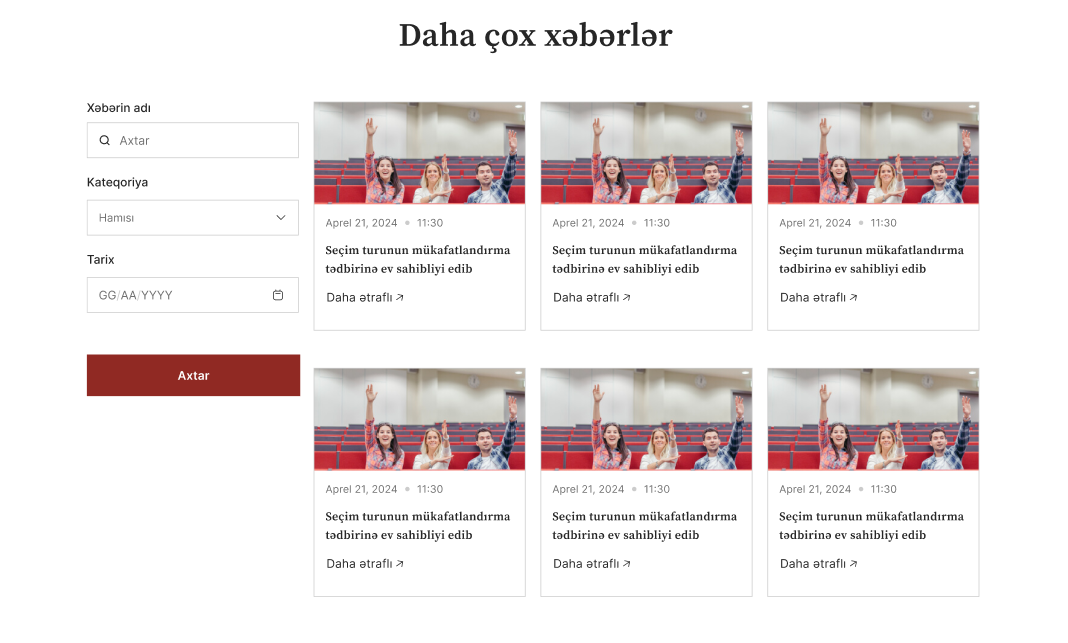 Daha çox xəbərlər
Xəbərin adı
Axtar
Kateqoriya
Hamısı
Tarix
GG/AA/YYYY
Axtar
Aprel 21, 2024 • 11:30
Seçim turunun mükafatlandırma
tədbirinə ev sahibliyi edib
Daha ətraflı
Aprel 21, 2024 • 11:30
Seçim turunun mükafatlandırma
tədbirinə ev sahibliyi edib
Daha ətraflı
Aprel 21, 2024 • 11:30
Seçim turunun mükafatlandırma
tədbirinə ev sahibliyi edib
Daha ətraflı
Aprel 21, 2024 • 11:30
Seçim turunun mükafatlandırma
tədbirinə ev sahibliyi edib
Daha ətraflı
Aprel 21, 2024 • 11:30
Seçim turunun mükafatlandırma
tədbirinə ev sahibliyi edib
Daha ətraflı
Aprel 21, 2024 • 11:30
Seçim turunun mükafatlandırma
tədbirinə ev sahibliyi edib
Daha ətraflı